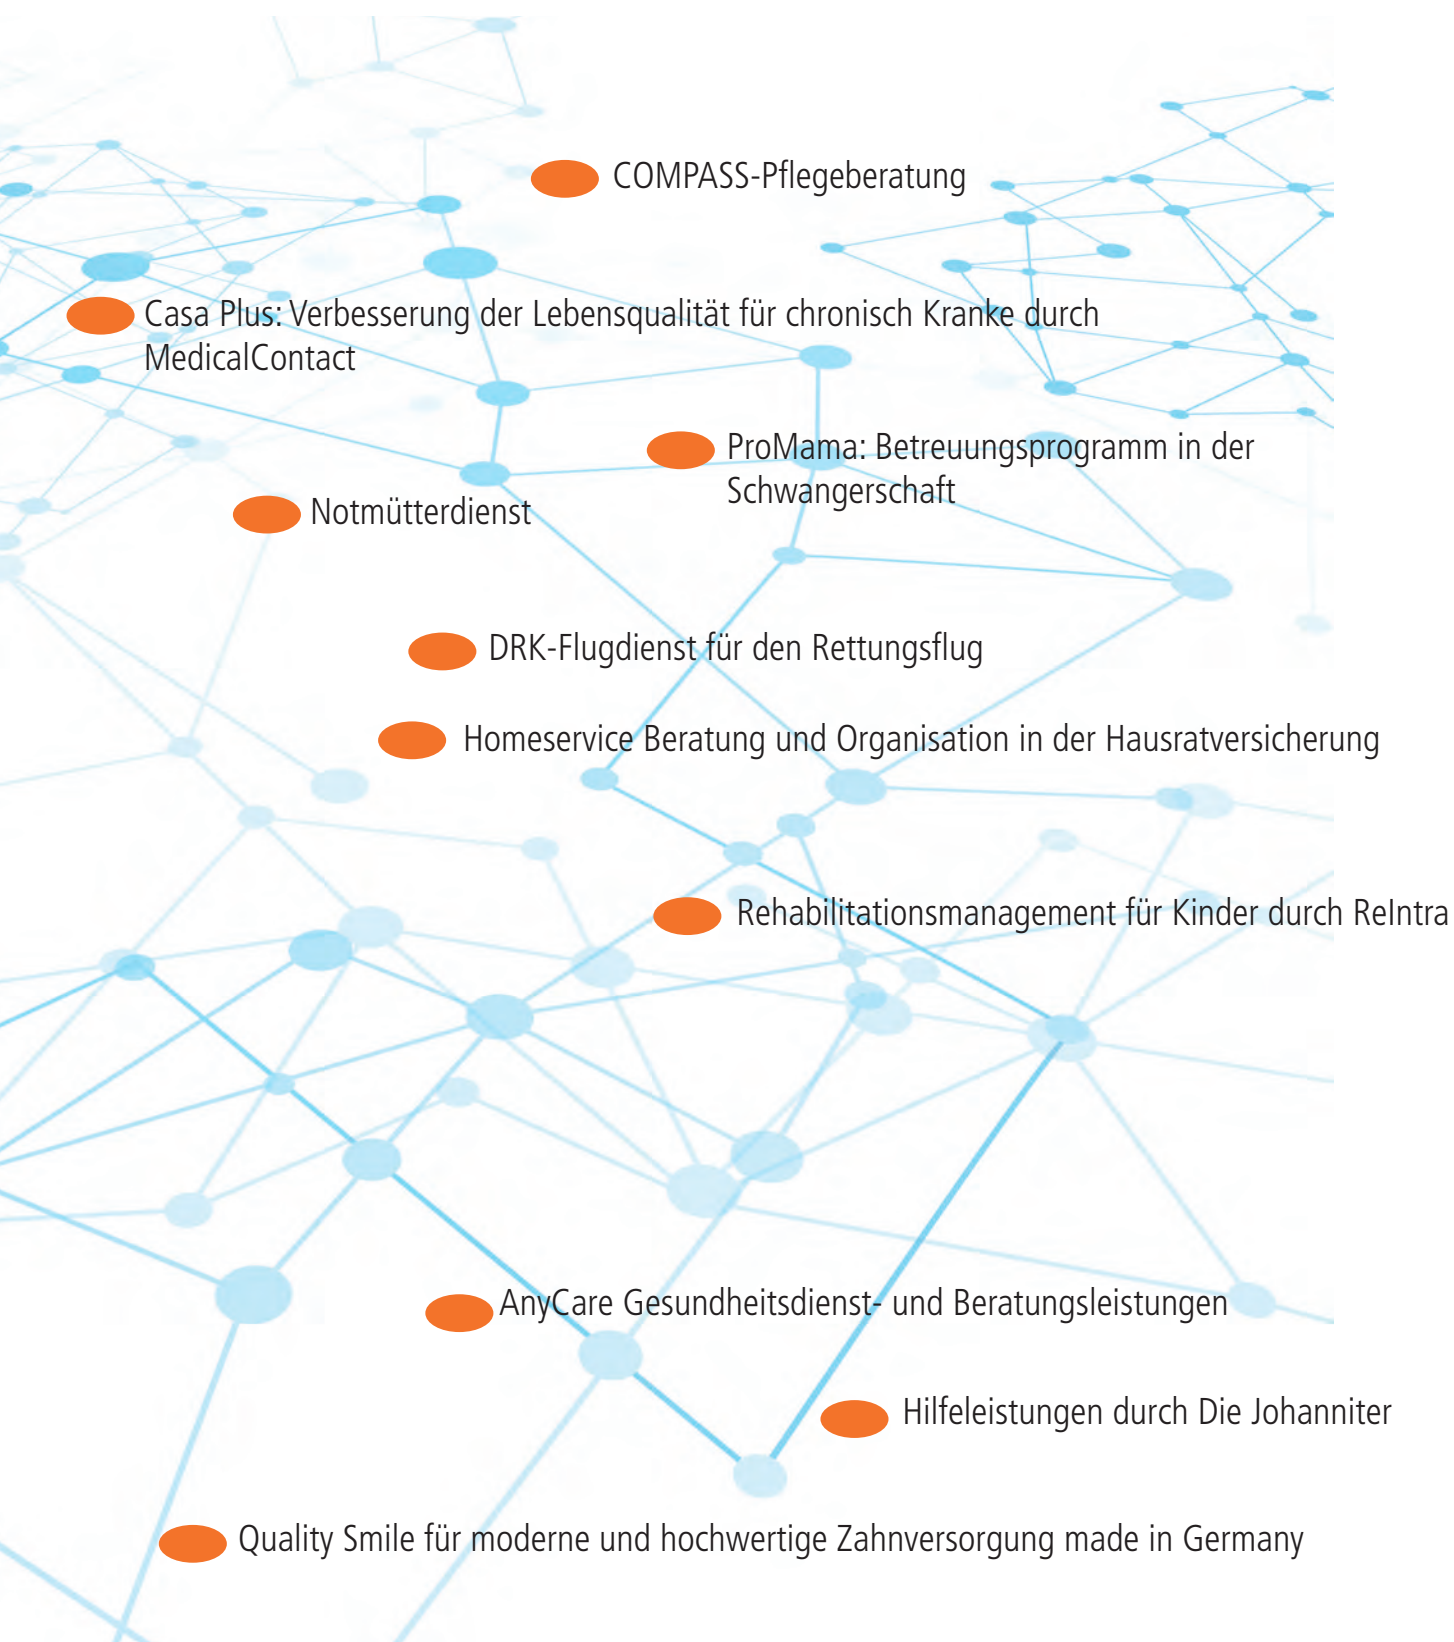 COMPASS-Pflegeberatung
Casa Plus: Verbesserung der Lebensqualität für chronisch Kranke durch
MedicalContact
ProMama: Betreuungsprogramm in der
Schwangerschaft
Notmütterdienst
DRK-Flugdienst für den Rettungsflug
Homeservice Beratung und Organisation in der Hausratversicherung
Rehabilitationsmanagement für Kinder durch ReIntra
AnyCare Gesundheitsdienst- und Beratungsleistungen
Hilfeleistungen durch Die Johanniter
Quality Smile für moderne und hochwertige Zahnversorgung made in Germany